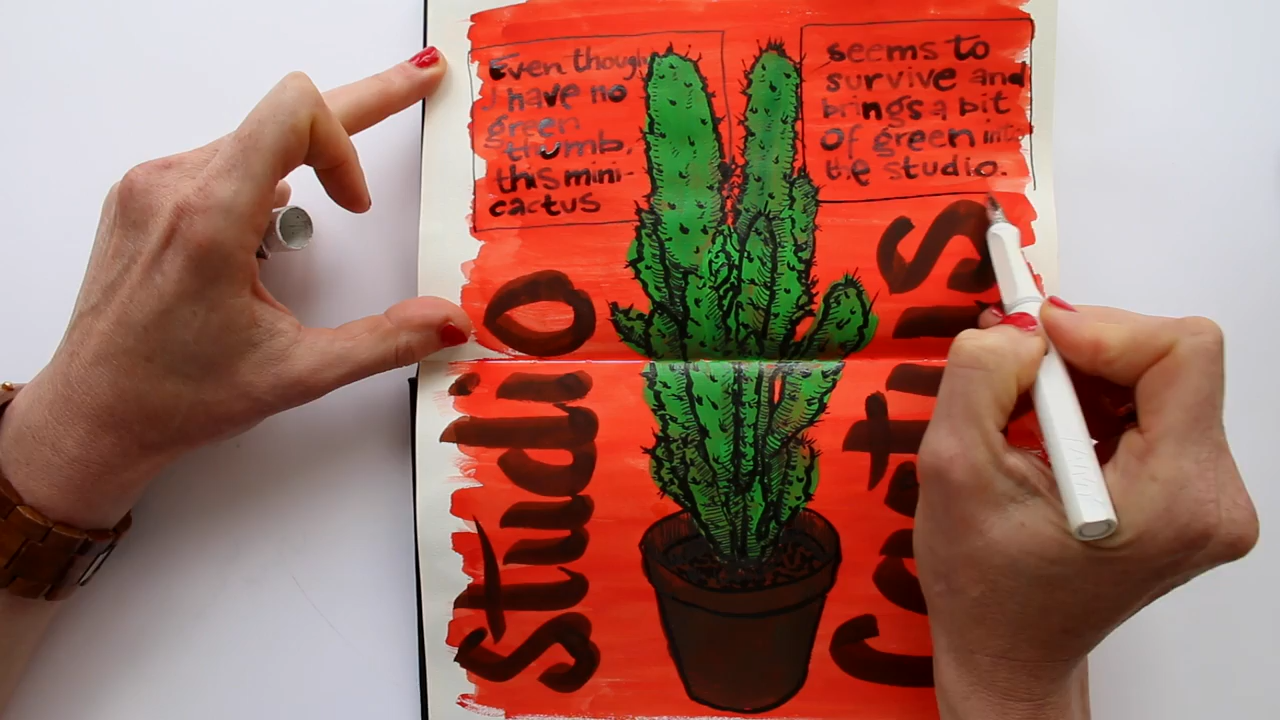 Even though
I have no
green
thumb,
this mini-
cactus
seems to
survive and
brings a bit
of green into
the studio.
Studio
Cactus